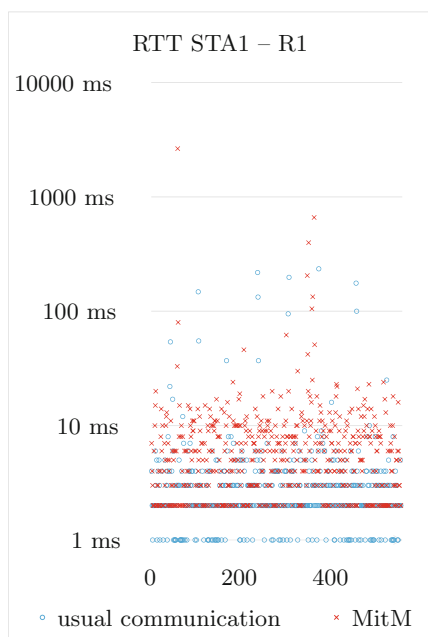 RTT STA1 – R1
10000 ms
1000 ms
100 ms
10 ms
1 ms
0 200 400
usual communication MitM